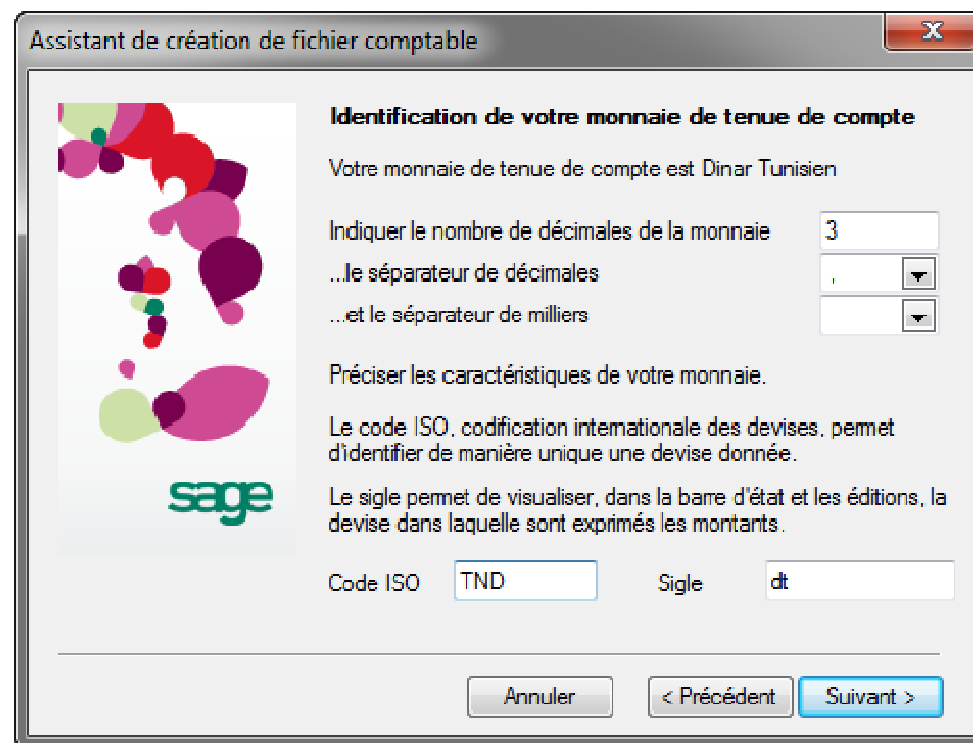 Assistant de création de fichier comptable
x
Identification de votre monnaie de tenue de compte
Votre monnaie de tenue de compte est Dinar Tunisien
Indiquer le nombre de décimales de la monnaie 3
...le séparateur de décimales ,
...et le séparateur de milliers
Préciser les caractéristiques de votre monnaie.
Le code ISO, codification internationale des devises, permet
d'identifier de manière unique une devise donnée.
sage
Le sigle permet de visualiser, dans la barre d'état et les éditions, la
devise dans laquelle sont exprimés les montants.
Code ISO TND Sigle dt
Annuler < Précédent Suivant >